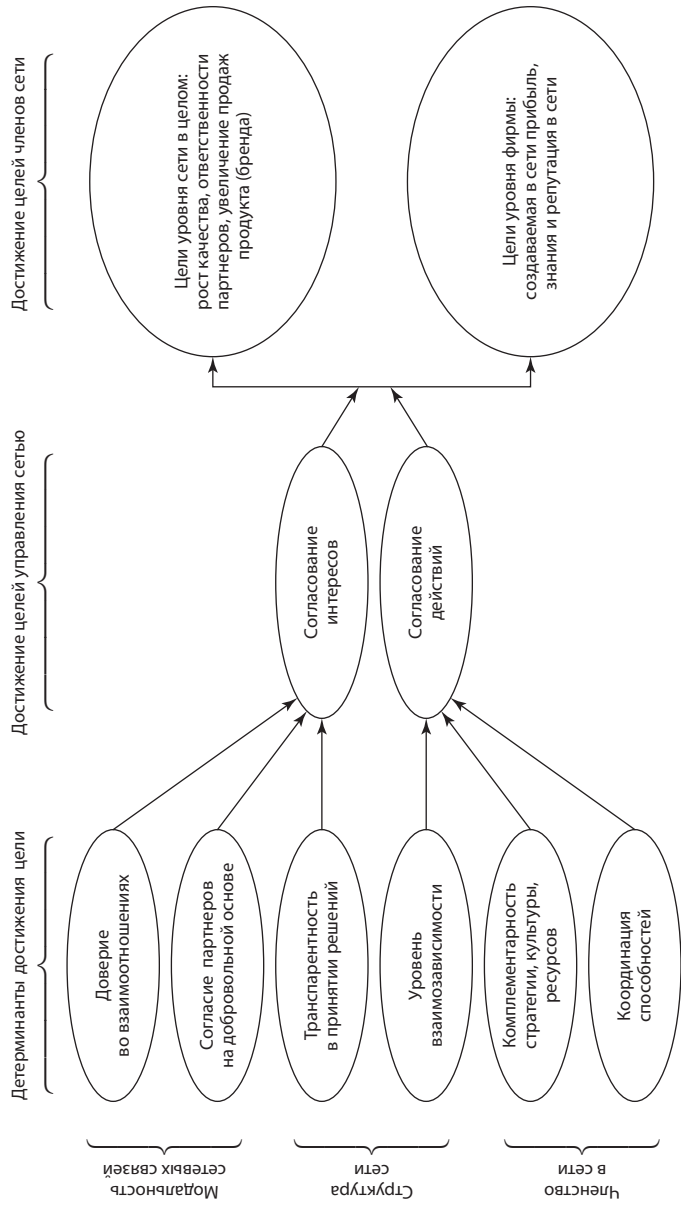 Детерминанты достижения цели
Достижение целей управления сетью
Достижение целей членов сети
Модальность
сетевых связей
Структура
сети
Членство
в сети
Доверие
во взаимоотношениях
Согласие партнеров
на добровольной основе
Транспарентность
в принятии решений
Уровень
взаимозависимости
Комплементарность
стратегии, культуры,
ресурсов
Координация
способностей
Согласование
интересов
Согласование
действий
Цели уровня сети в целом:
рост качества, ответственности
партнеров, увеличение продаж
продукта (бренда)
Цели уровня фирмы:
создаваемая в сети прибыль,
знания и репутация в сети